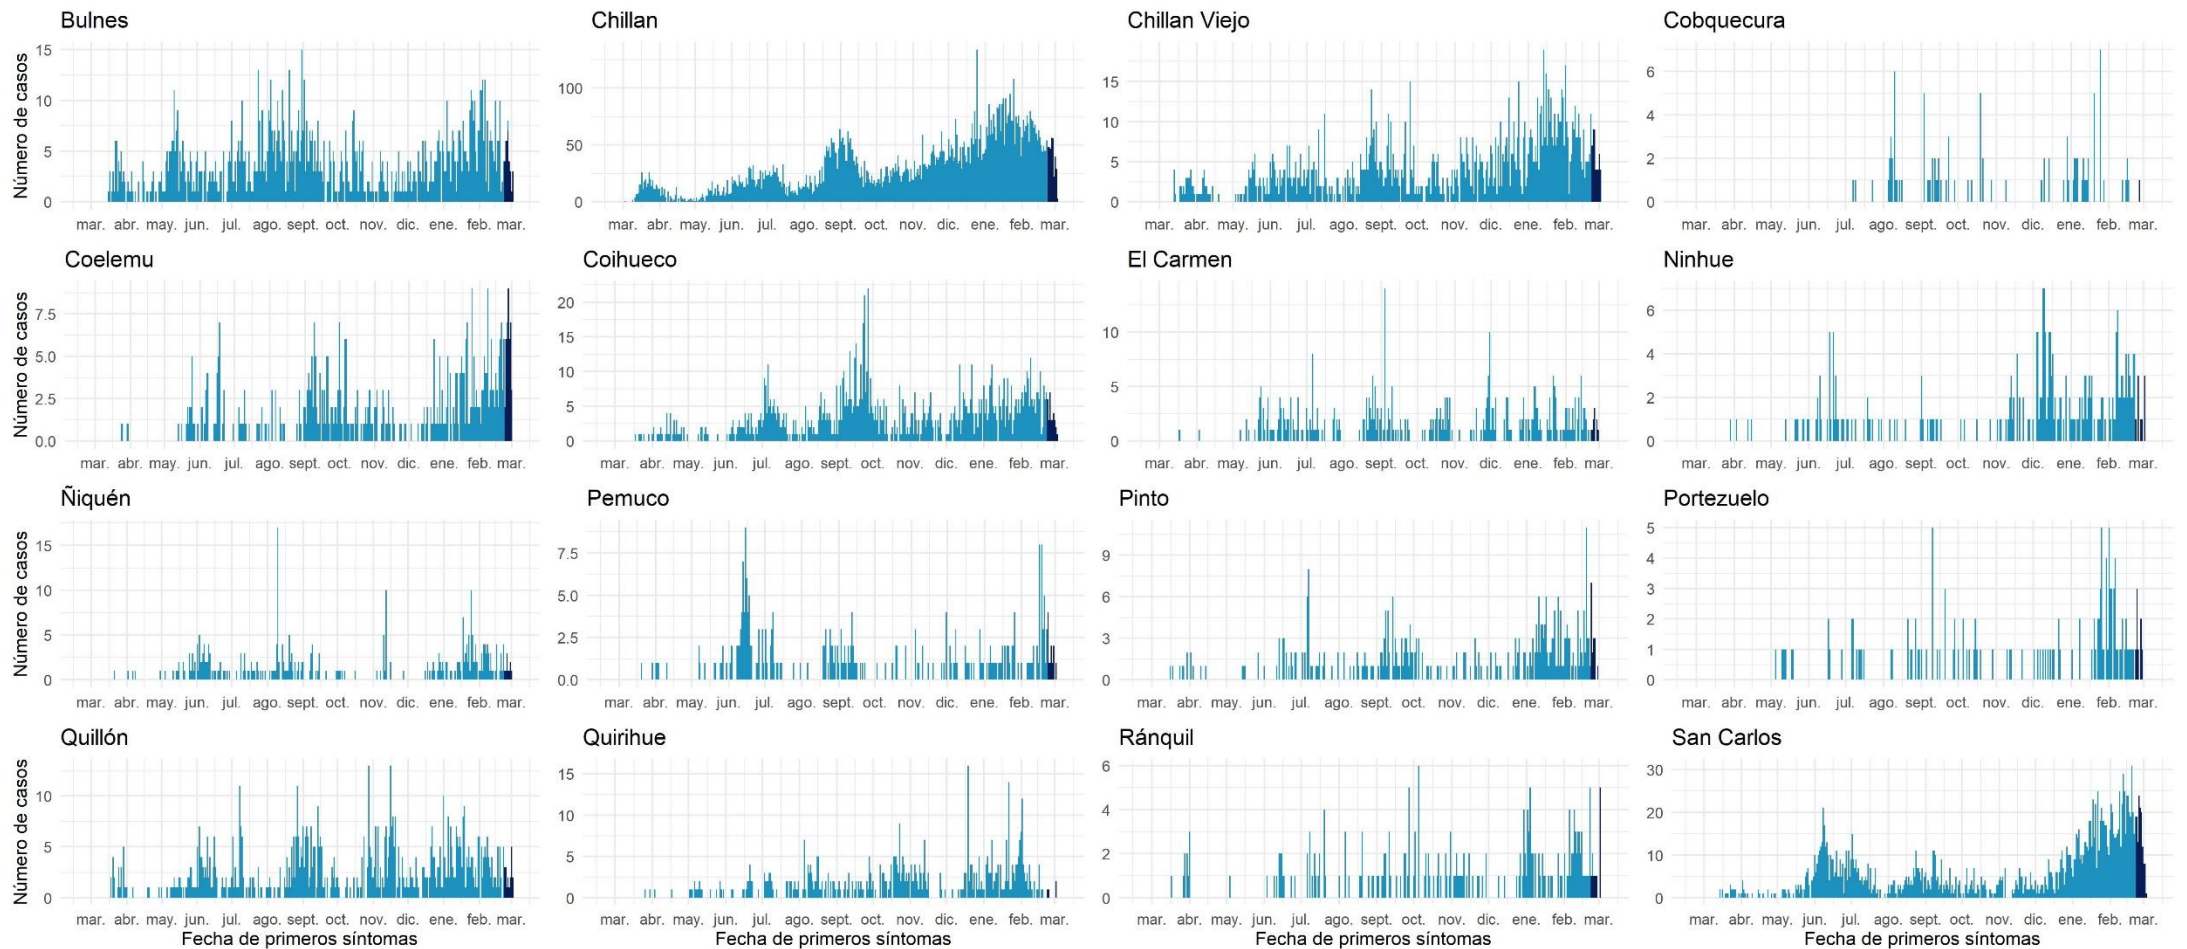 Bulnes
Chillan
Chillan Viejo
Cobquecura
Número de casos
15
10
5
0
mar. abr. may. jun. jul. ago. sept. oct. nov. dic. ene. feb. mar.
100
50
0
mar. abr. may. jun. jul. ago. sept. oct. nov. dic. ene. feb. mar.
15
10
5
0
mar. abr. may. jun. jul. ago. sept. oct. nov. dic. ene. feb. mar.
6
4
2
0
mar. abr. may. jun. jul. ago. sept. oct. nov. dic. ene. feb. mar.
Coelemu
Coihueco
El Carmen
Ninhue
Número de casos
7.5
5.0
2.5
0.0
mar. abr. may. jun. jul. ago. sept. oct. nov. dic. ene. feb. mar.
20
15
10
5
0
mar. abr. may. jun. jul. ago. sept. oct. nov. dic. ene. feb. mar.
10
5
0
mar. abr. may. jun. jul. ago. sept. oct. nov. dic. ene. feb. mar.
6
4
2
0
mar. abr. may. jun. jul. ago. sept. oct. nov. dic. ene. feb. mar.
Ñiquén
Pemuco
Pinto
Portezuelo
Número de casos
15
10
5
0
mar. abr. may. jun. jul. ago. sept. oct. nov. dic. ene. feb. mar.
7.5
5.0
2.5
0.0
mar. abr. may. jun. jul. ago. sept. oct. nov. dic. ene. feb. mar.
9
6
3
0
mar. abr. may. jun. jul. ago. sept. oct. nov. dic. ene. feb. mar.
5
4
3
2
1
0
mar. abr. may. jun. jul. ago. sept. oct. nov. dic. ene. feb. mar.
Quillón
Quirihue
Ránquil
San Carlos
Número de casos
10
5
0
mar. abr. may. jun. jul. ago. sept. oct. nov. dic. ene. feb. mar.
Fecha de primeros síntomas
15
10
5
0
mar. abr. may. jun. jul. ago. sept. oct. nov. dic. ene. feb. mar.
Fecha de primeros síntomas
6
4
2
0
mar. abr. may. jun. jul. ago. sept. oct. nov. dic. ene. feb. mar.
Fecha de primeros síntomas
30
20
10
0
mar. abr. may. jun. jul. ago. sept. oct. nov. dic. ene. feb. mar.
Fecha de primeros síntomas